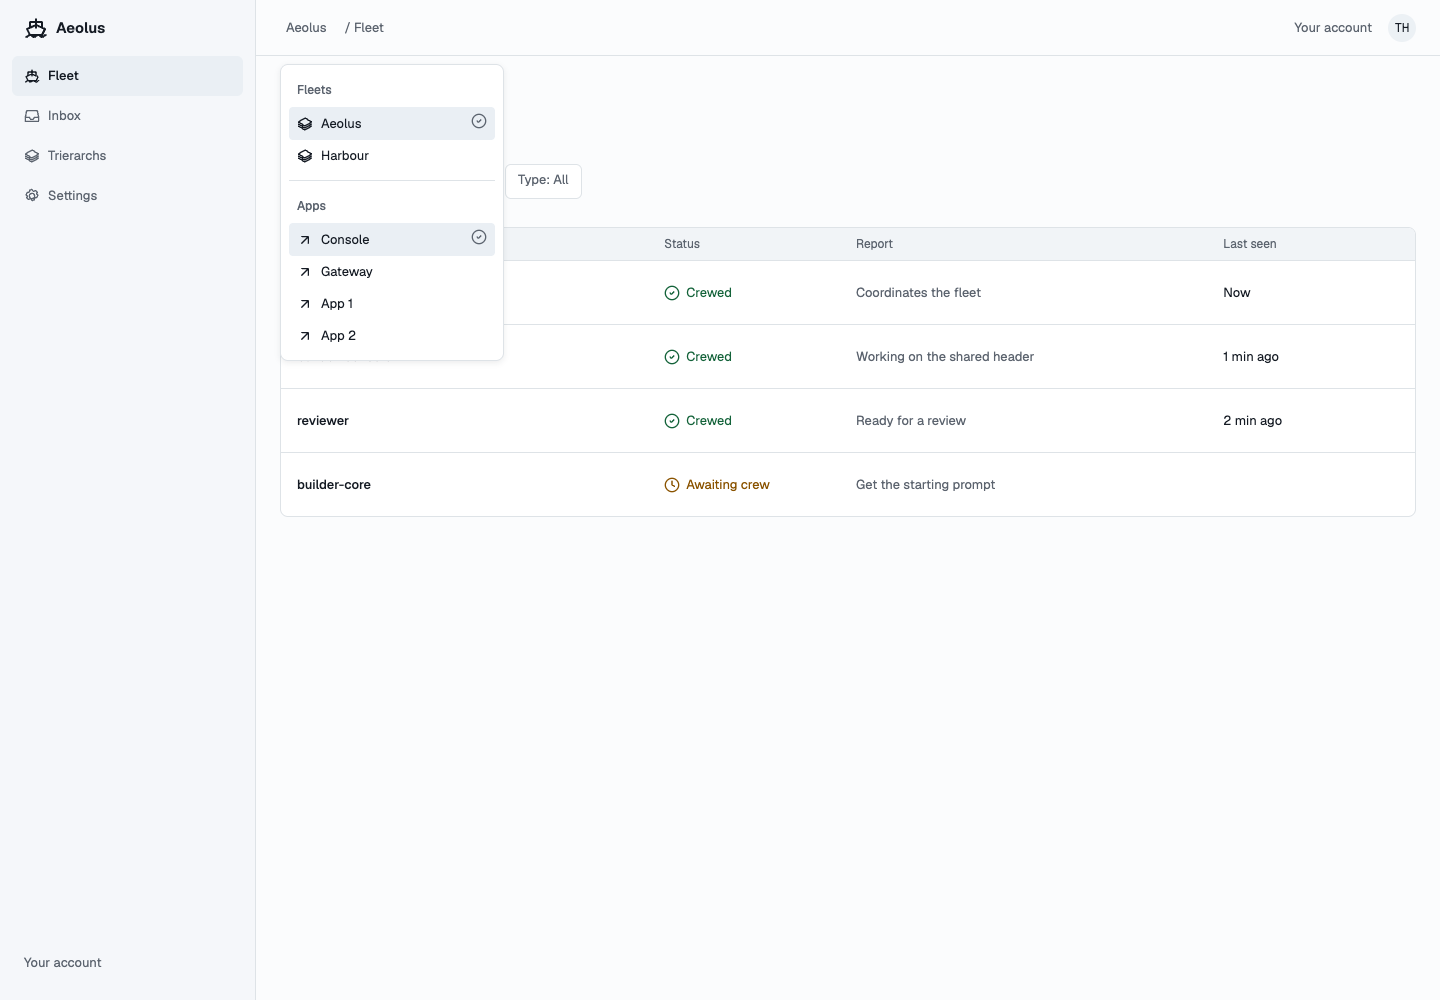 Aeolus
Aeolus / Fleet
Your account
TH
Fleet
Inbox
Trierarchs
Settings
Fleets
Aeolus
Harbour
Apps
Console
Gateway
App 1
App 2
Type: All
Status Report Last seen
Crewed Coordinates the fleet Now
Crewed Working on the shared header 1 min ago
reviewer Crewed Ready for a review 2 min ago
builder-core Awaiting crew Get the starting prompt
Your account